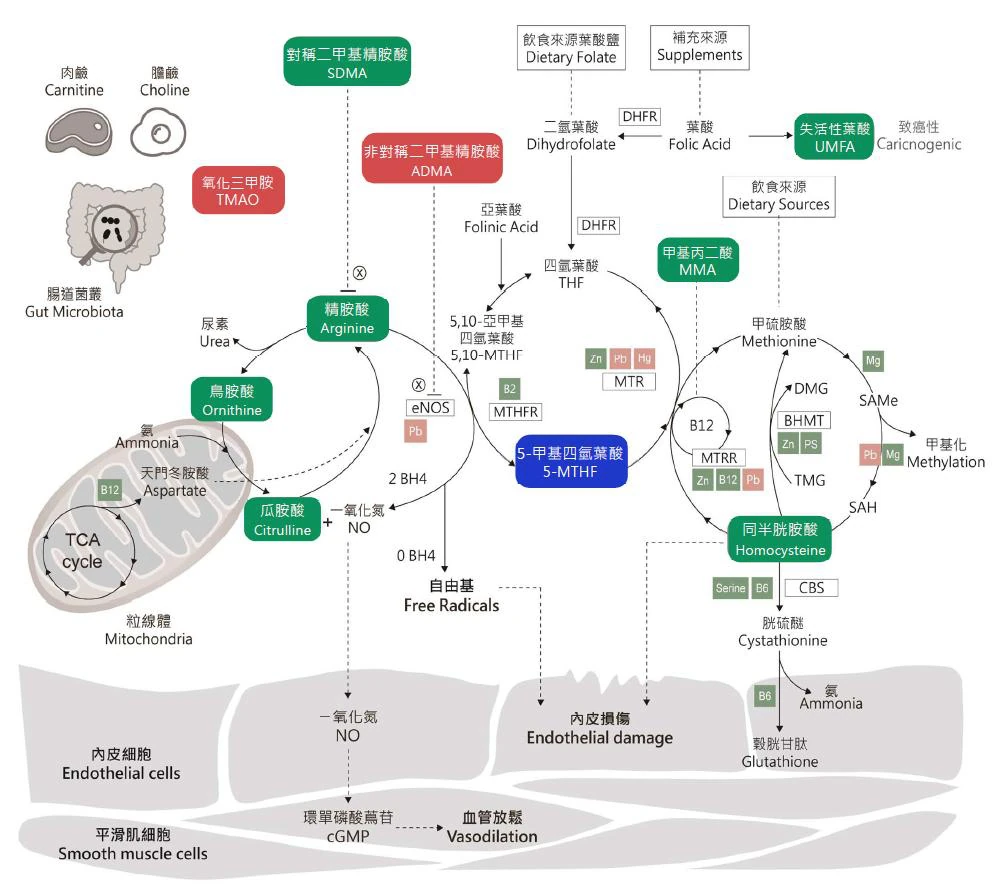 對稱二甲基精胺酸
SDMA
飲食來源葉酸鹽
Dietary Folate
補充來源
Supplements
肉鹼
Carnitine
膽鹼
Choline
DHFR
二氫葉酸
Dihydrofolate
葉酸
Folic Acid
失活性葉酸
UMFA
致癌性
Caricnogenic
非對稱二甲基精胺酸
ADMA
氧化三甲胺
TMAO
飲食來源
Dietary Sources
亞葉酸
Folinic Acid
DHFR
甲基丙二酸
MMA
四氫葉酸
THF
腸道菌叢
Gut Microbiota
精胺酸
Arginine
尿素
Urea
5,10-亞甲基
四氫葉酸
5,10-MTHF
甲硫胺酸
Methionine
Zn
Pb
Hg
MTR
Mg
鳥胺酸
Ornithine
eNOS
Pb
B2
MTHFR
DMG
BHMT
Zn
PS
TMG
SAMe
B12
MTRR
Zn
B12
Pb
Pb
Mg
甲基化
Methylation
SAH
氨
Ammonia
天門冬胺酸
Aspartate
B12
TCA
cycle
5-甲基四氫葉酸
5-MTHF
2 BH4
瓜胺酸
Citrulline
+
一氧化氮
NO
同半胱胺酸
Homocysteine
0 BH4
自由基
Free Radicals
Serine
B6
CBS
粒線體
Mitochondria
胱硫醚
Cystathionine
B6
氨
Ammonia
一氧化氮
NO
內皮損傷
Endothelial damage
內皮細胞
Endothelial cells
穀胱甘肽
Glutathione
環單磷酸蔦苷
cGMP
血管放鬆
Vasodilation
平滑肌細胞
Smooth muscle cells